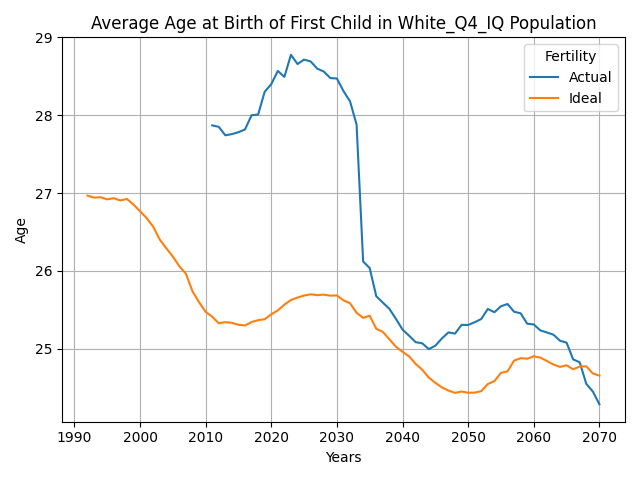 Average Age at Birth of First Child in White_Q4_IQ Population
Fertility
Actual
Ideal
29
28
27
26
25
Age
1990
2000
2010
2020
2030
2040
2050
2060
2070
Years